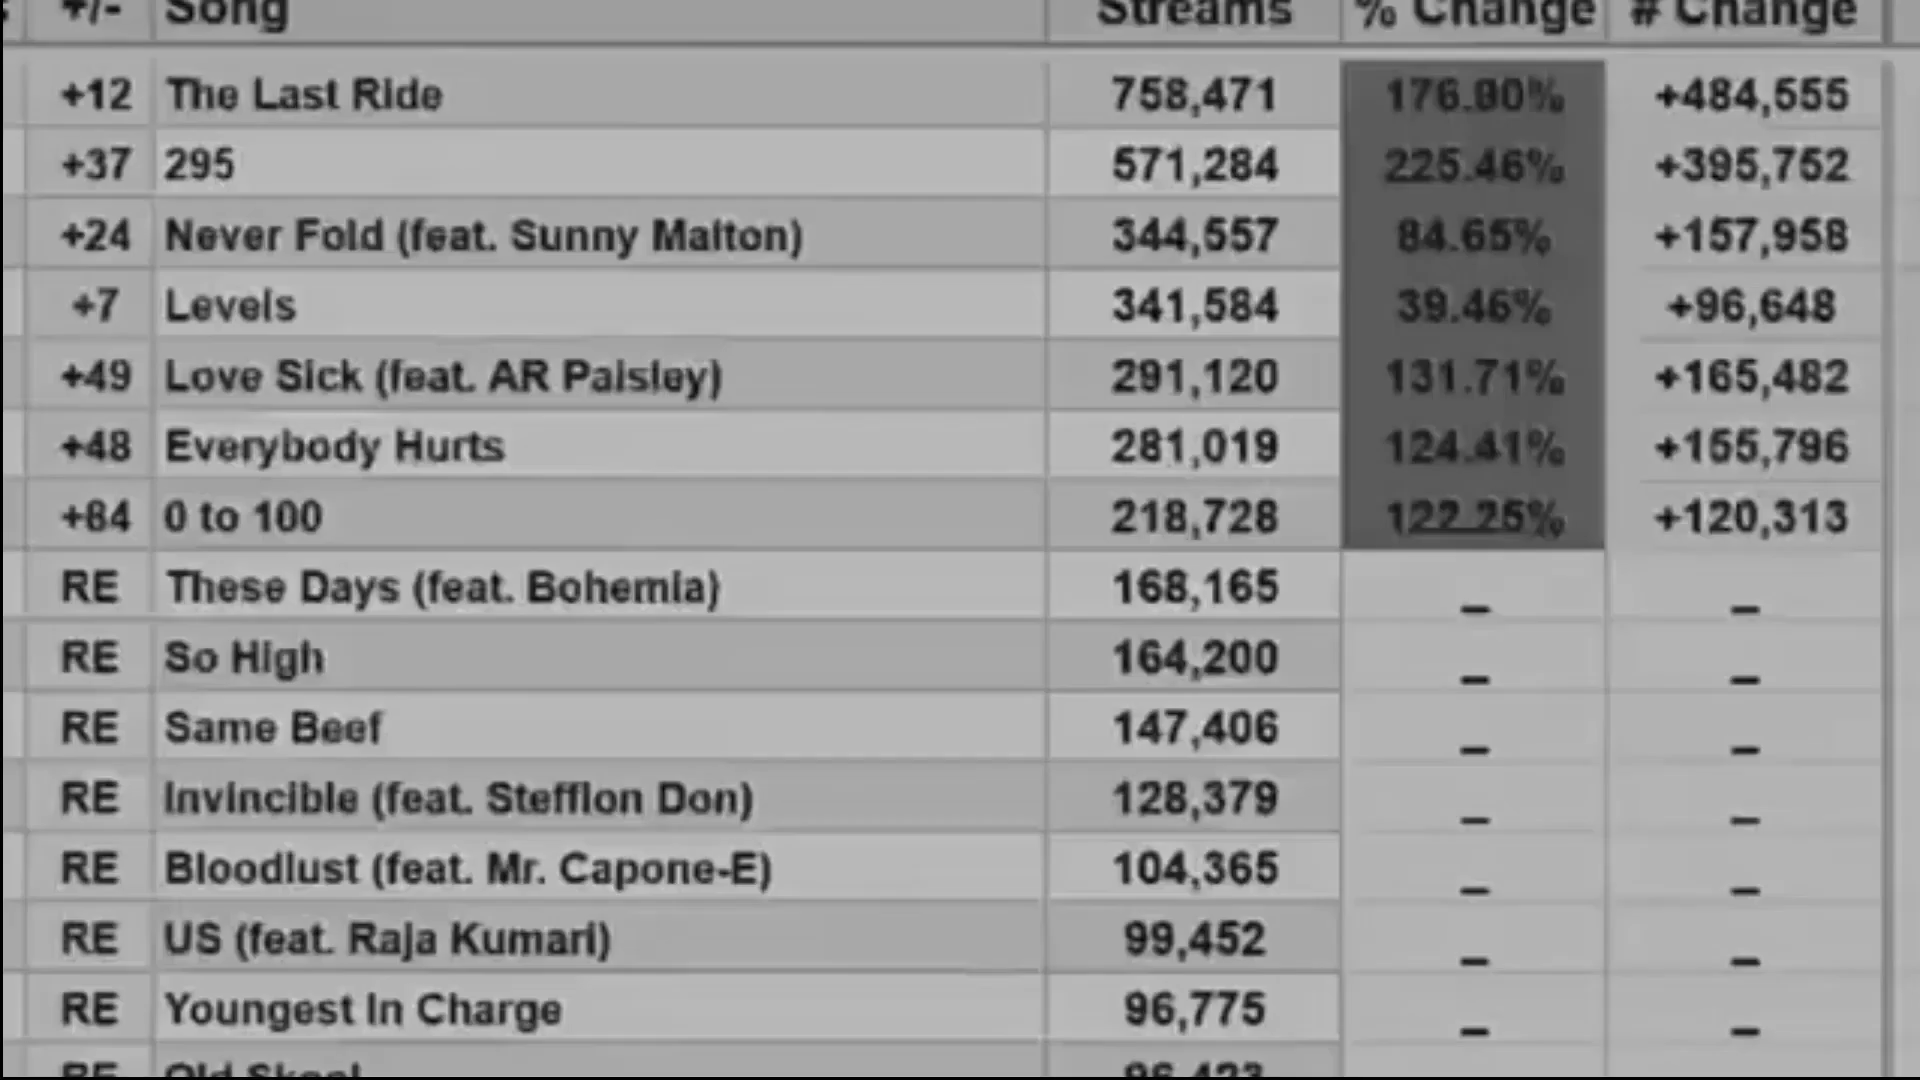 +/- Song Streams % Change # Change
+12 The Last Ride 758,471 176.90% +484,555
+37 295 571,284 225.46% +395,752
+24 Never Fold (feat. Sunny Malton) 344,557 84.65% +157,958
+7 Levels 341,584 39.46% +96,648
+49 Love Sick (feat. AR Paisley) 291,120 131.71% +165,482
+48 Everybody Hurts 281,019 124.41% +155,796
+84 0 to 100 218,728 122.25% +120,313
RE These Days (feat. Bohemia) 168,165 – –
RE So High 164,200 – –
RE Same Beef 147,406 – –
RE Invincible (feat. Stefflon Don) 128,379 – –
RE Bloodlust (feat. Mr. Capone-E) 104,365 – –
RE US (feat. Raja Kumari) 99,452 – –
RE Youngest In Charge 96,775 – –
RE Old Skool 96,423